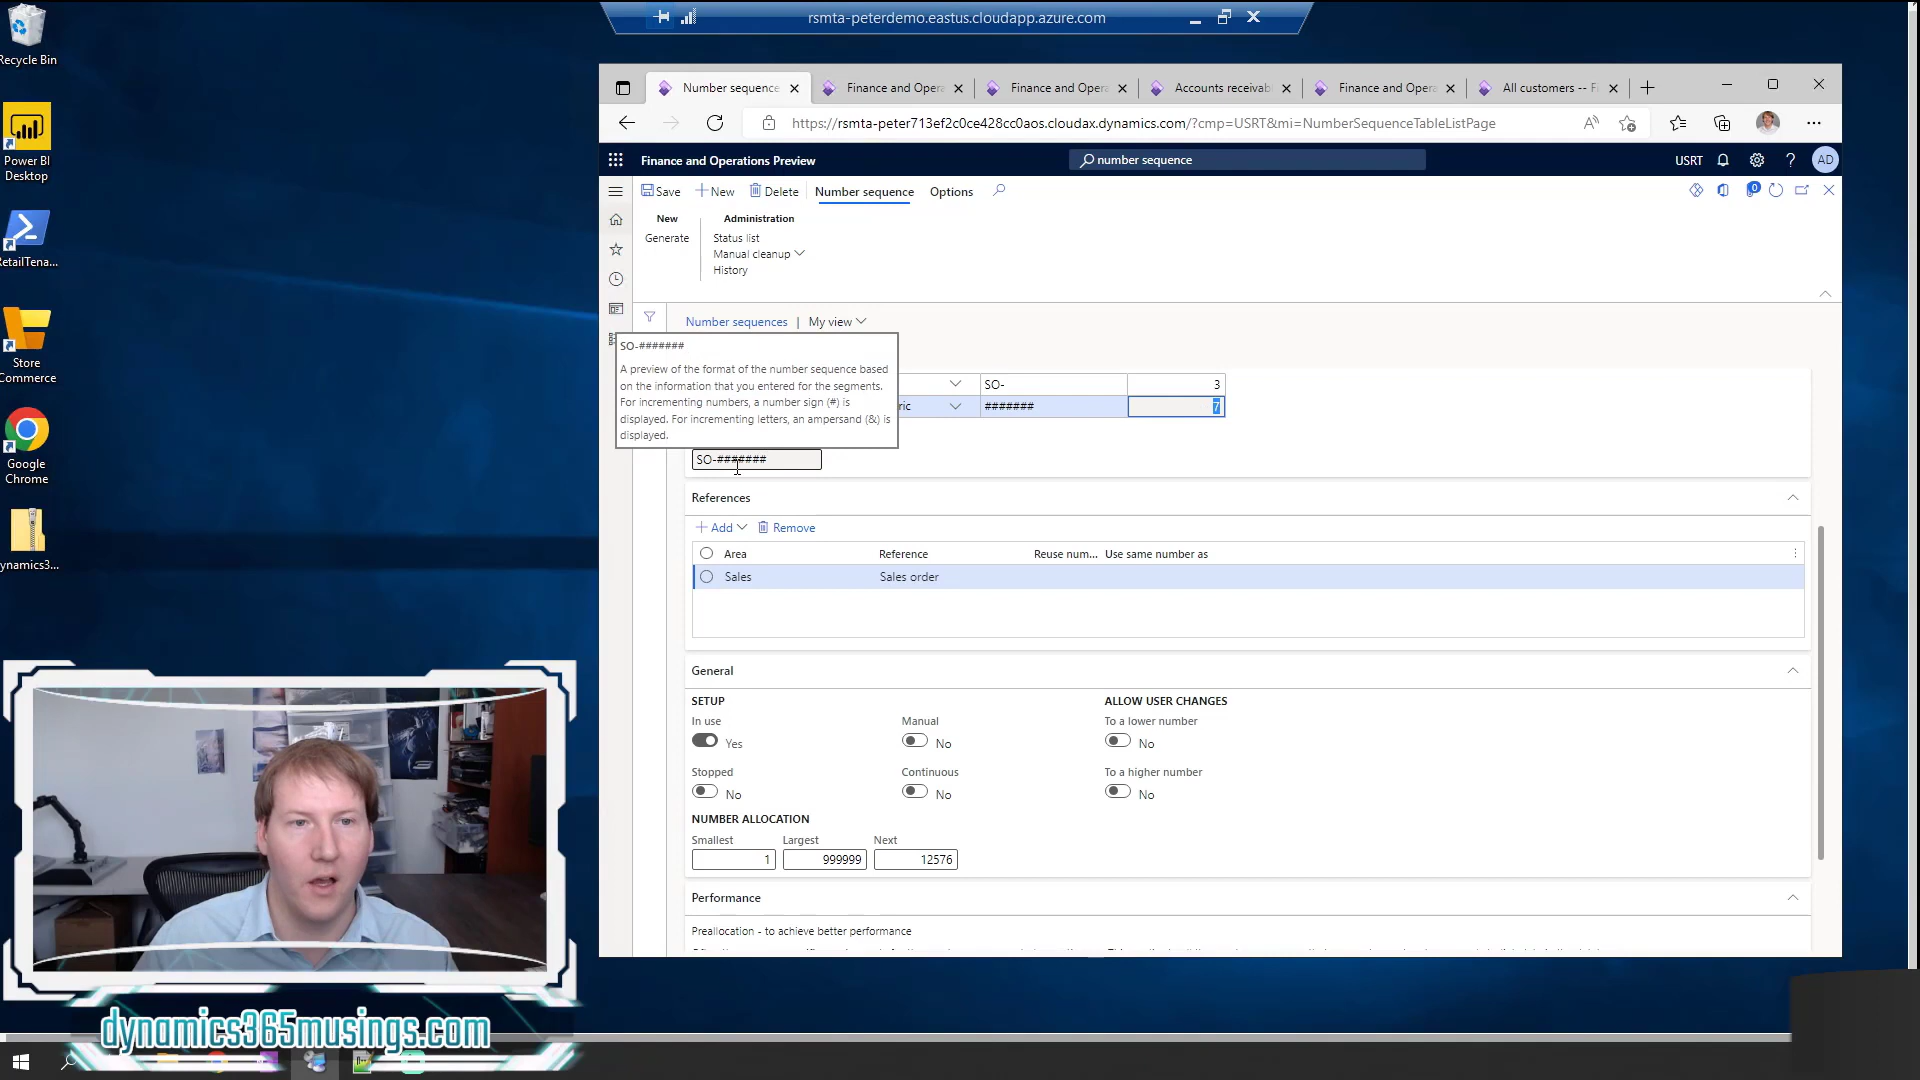 rsmta-peterdemo.eastus.cloudapp.azure.com
Recycle Bin
Power BI
Desktop
RetailTena...
Store
Commerce
Google
Chrome
ynamics3...
Number sequence
Finance and Opera
Finance and Opera
Accounts receivab
Finance and Opera
All customers -- Fi
https://rsmta-peter713ef2c0ce428cc0aos.cloudax.dynamics.com/?cmp=USRT&mi=NumberSequenceTableListPage
Finance and Operations Preview
number sequence
USRT
?
AD
Save
New
Delete
Number sequence
Options
0
New
Generate
Administration
Status list
Manual cleanup
History
Number sequences | My view
SO-#######
A preview of the format of the number sequence based
on the information that you entered for the segments.
For incrementing numbers, a number sign (#) is
displayed. For incrementing letters, an ampersand (&) is
displayed.
SO-
3
ric
#######
7
SO-#######
References
Add
Remove
Area
Reference
Reuse num...
Use same number as
Sales
Sales order
General
SETUP
In use
Yes
Stopped
No
Manual
No
Continuous
No
ALLOW USER CHANGES
To a lower number
No
To a higher number
No
NUMBER ALLOCATION
Smallest
Largest
Next
1
999999
12576
Performance
Preallocation - to achieve better performance
dynamics365musings.com